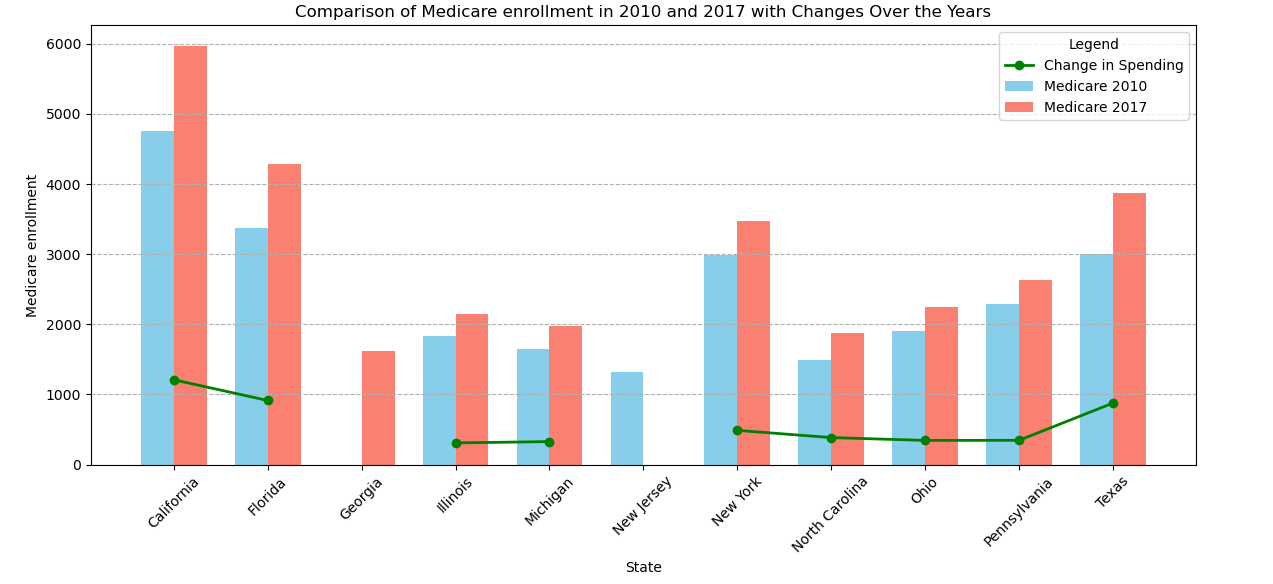 Comparison of Medicare enrollment in 2010 and 2017 with Changes Over the Years
Legend
Change in Spending
Medicare 2010
Medicare 2017
Medicare enrollment
6000
5000
4000
3000
2000
1000
0
California
Florida
Georgia
Illinois
Michigan
New Jersey
New York
North Carolina
Ohio
Pennsylvania
Texas
State